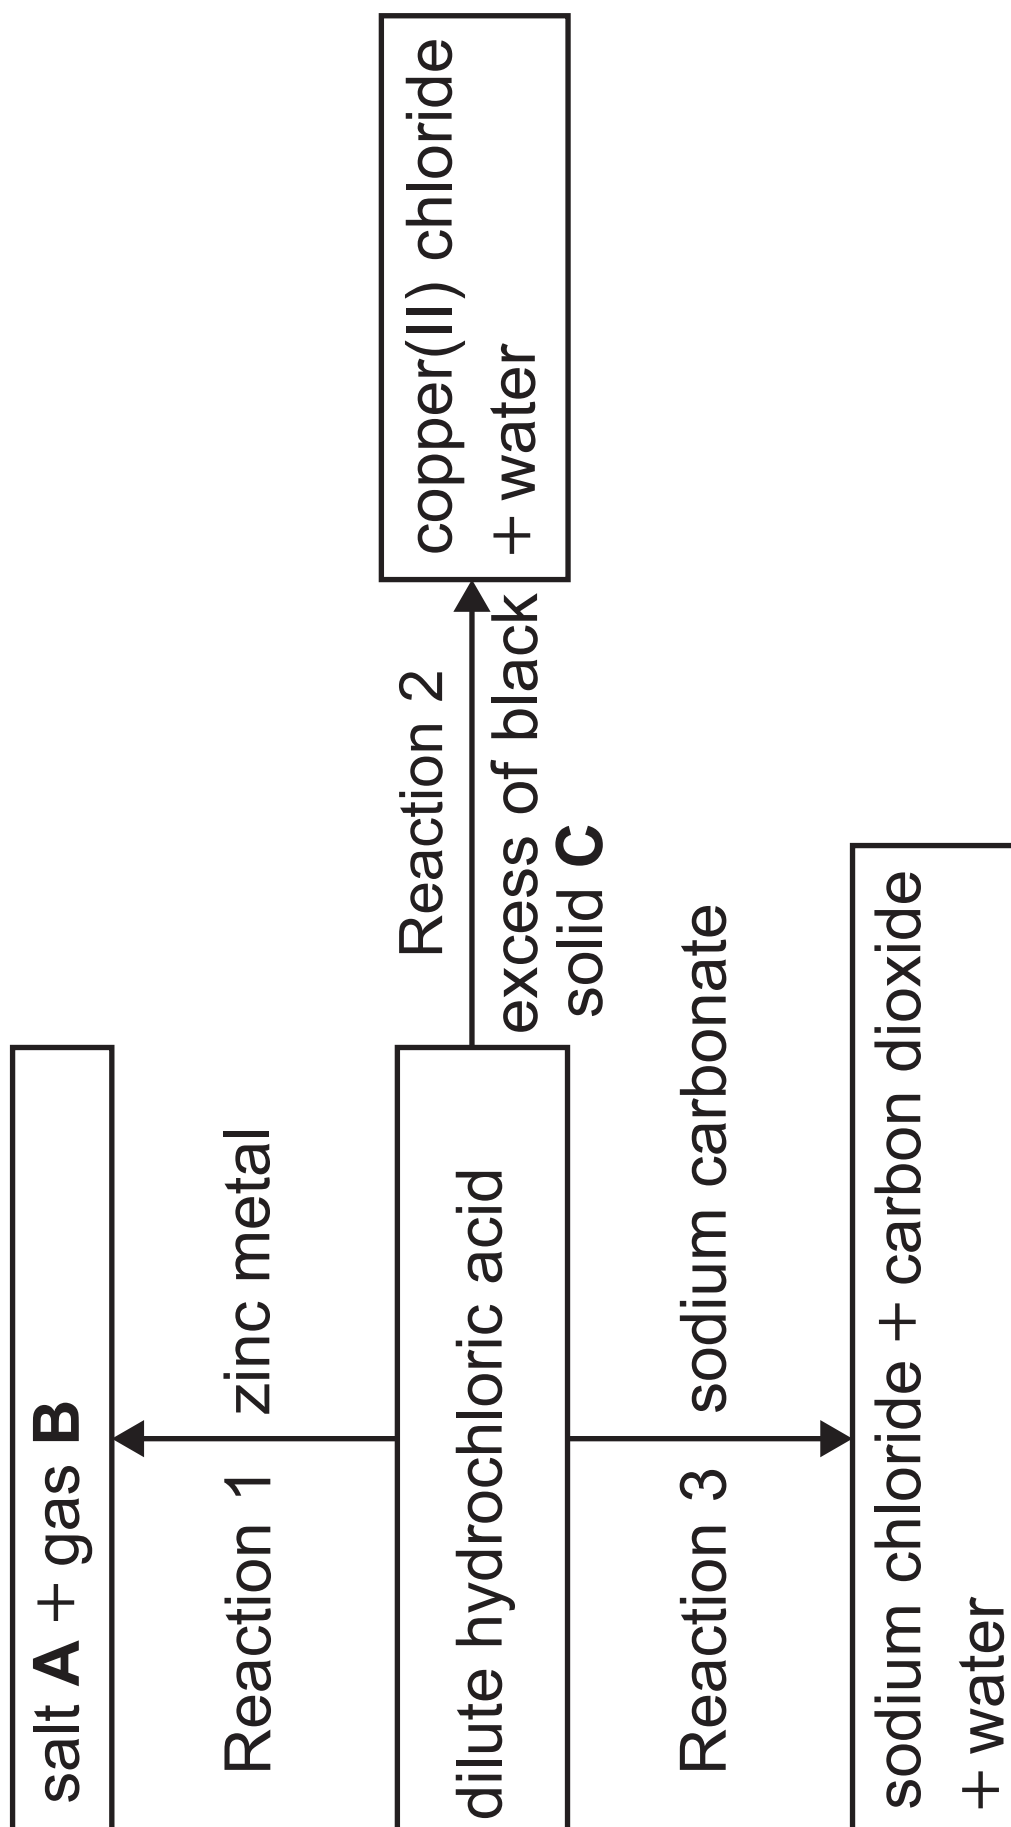 salt A + gas B
Reaction 1
zinc metal
dilute hydrochloric acid
Reaction 2
excess of black
solid C
copper(II) chloride
+ water
Reaction 3
sodium carbonate
sodium chloride + carbon dioxide
+ water